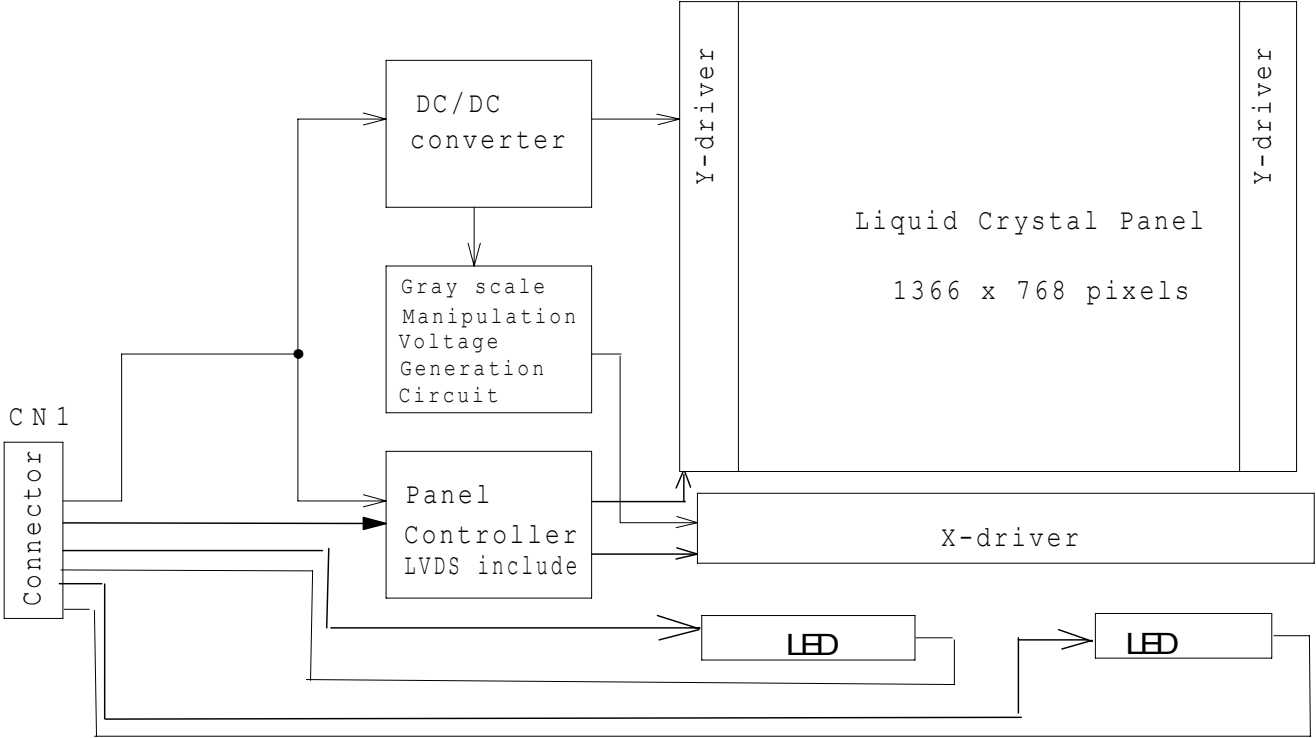 DC/DC
converter
Y-driver
Y-driver
Liquid Crystal Panel
1366 x 768 pixels
Gray scale
Manipulation
Voltage
Generation
Circuit
CN1
Connector
Panel
Controller
LVDS include
X-driver
LED
LED